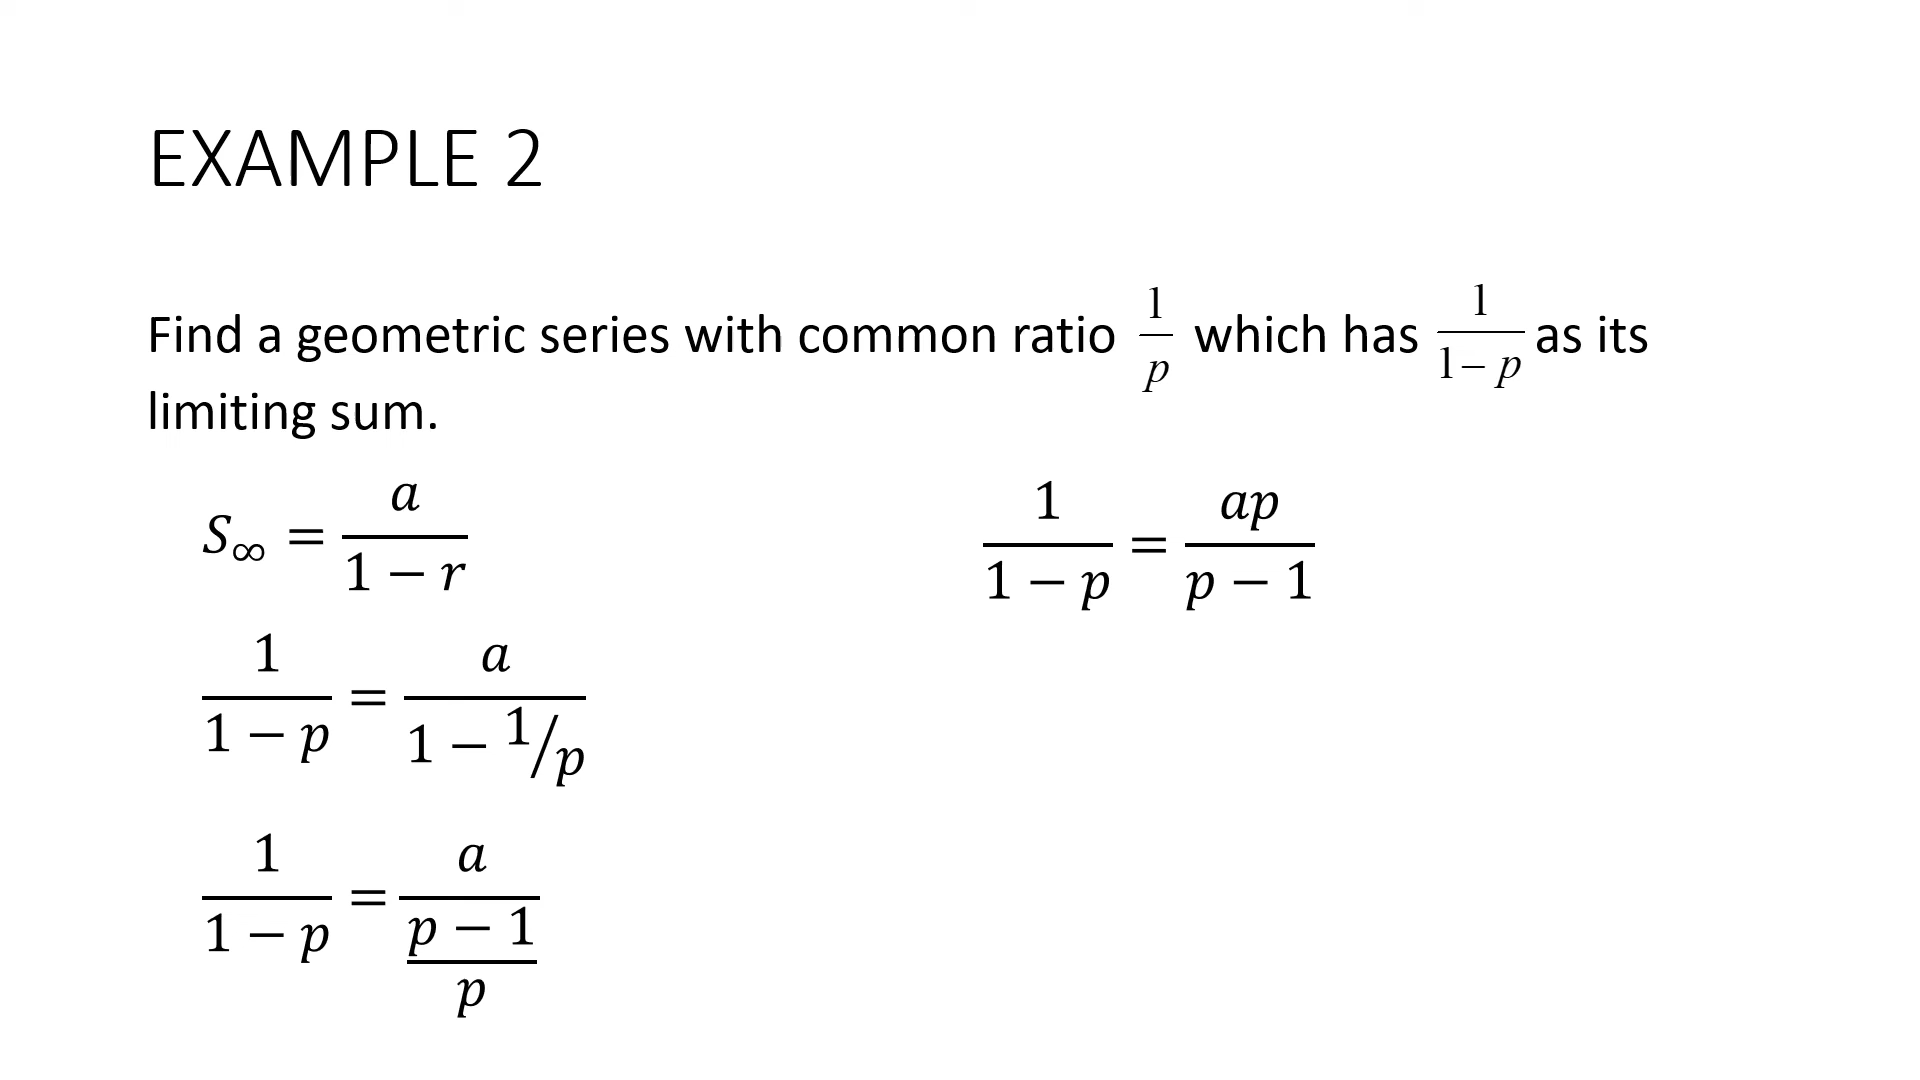 EXAMPLE 2
Find a geometric series with common ratio 1/p which has 1/(1−p) as its
limiting sum.
S∞ = a/(1 − r)
1/(1 − p) = a/(1 − 1/p)
1/(1 − p) = a/((p − 1)/p)
1/(1 − p) = ap/(p − 1)